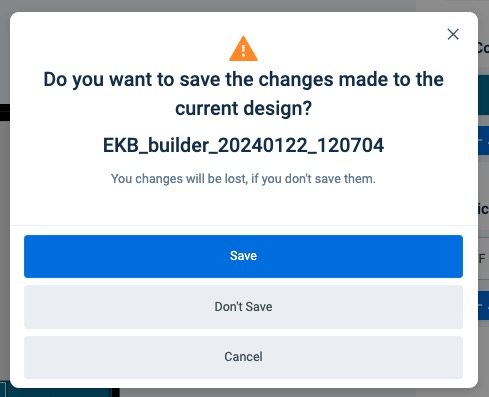 Do you want to save the changes made to the
current design?
EKB_builder_20240122_120704
You changes will be lost, if you don't save them.
Save
Don't Save
Cancel